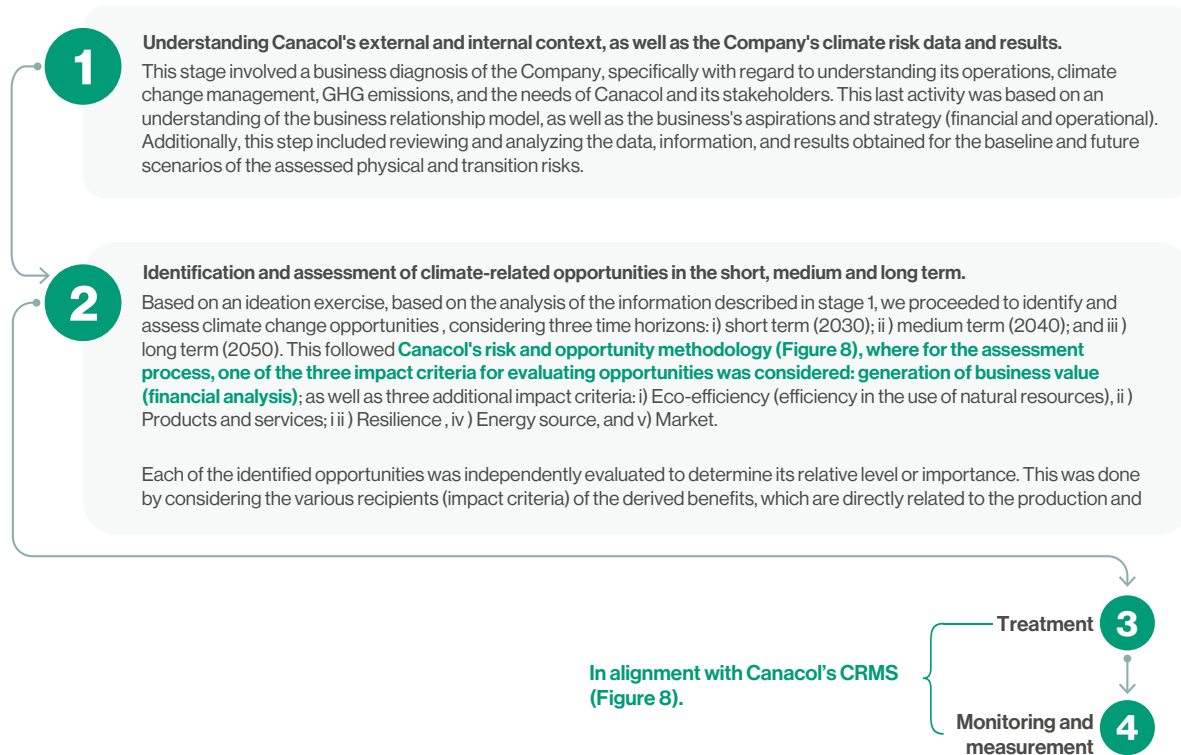 1
Understanding Canacol's external and internal context, as well as the Company's climate risk data and results.
This stage involved a business diagnosis of the Company, specifically with regard to understanding its operations, climate
change management, GHG emissions, and the needs of Canacol and its stakeholders. This last activity was based on an
understanding of the business relationship model, as well as the business's aspirations and strategy (financial and operational).
Additionally, this step included reviewing and analyzing the data, information, and results obtained for the baseline and future
scenarios of the assessed physical and transition risks.
2
Identification and assessment of climate-related opportunities in the short, medium and long term.
Based on an ideation exercise, based on the analysis of the information described in stage 1, we proceeded to identify and
assess climate change opportunities , considering three time horizons: i) short term (2030); ii ) medium term (2040); and iii )
long term (2050). This followed Canacol's risk and opportunity methodology (Figure 8), where for the assessment
process, one of the three impact criteria for evaluating opportunities was considered: generation of business value
(financial analysis); as well as three additional impact criteria: i) Eco-efficiency (efficiency in the use of natural resources), ii )
Products and services; i ii ) Resilience , iv ) Energy source, and v) Market.
Each of the identified opportunities was independently evaluated to determine its relative level or importance. This was done
by considering the various recipients (impact criteria) of the derived benefits, which are directly related to the production and
Treatment 3
In alignment with Canacol’s CRMS
(Figure 8).
Monitoring and
measurement 4